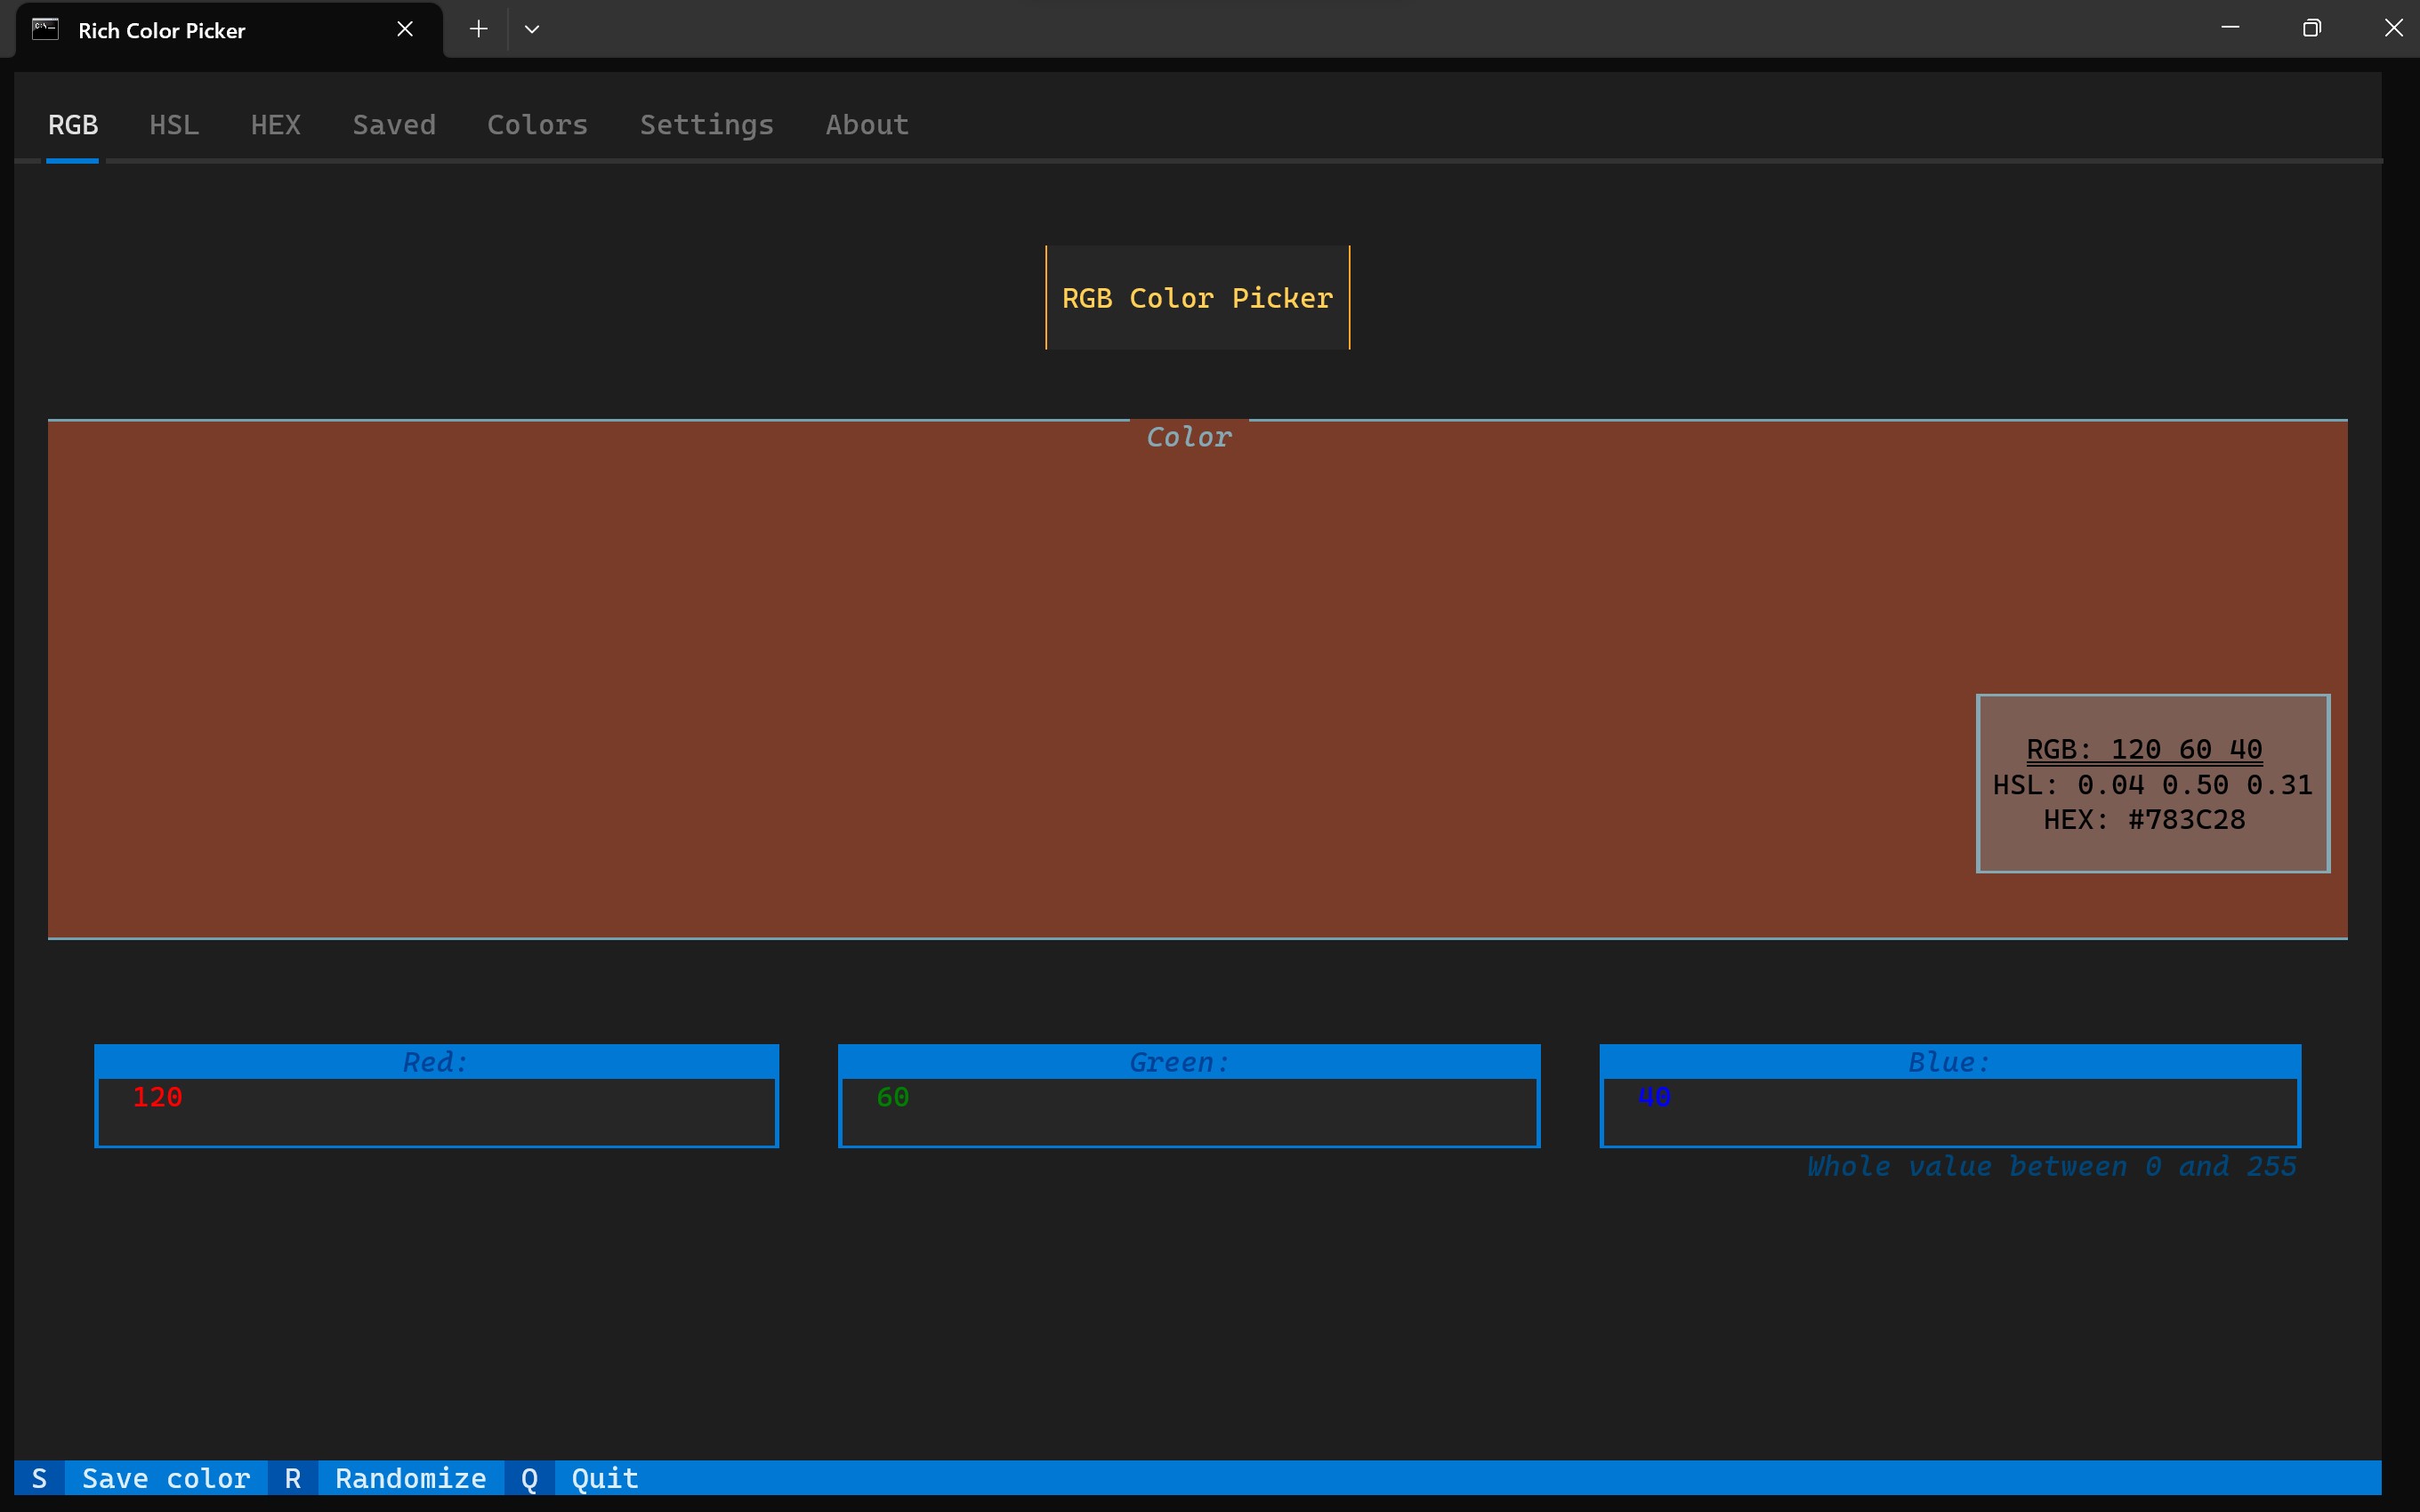 Rich Color Picker
RGB HSL HEX Saved Colors Settings About
RGB Color Picker
Color
RGB: 120 60 40
HSL: 0.04 0.50 0.31
HEX: #783C28
Red: Green: Blue:
120 60 40
Whole value between 0 and 255
S Save color R Randomize Q Quit